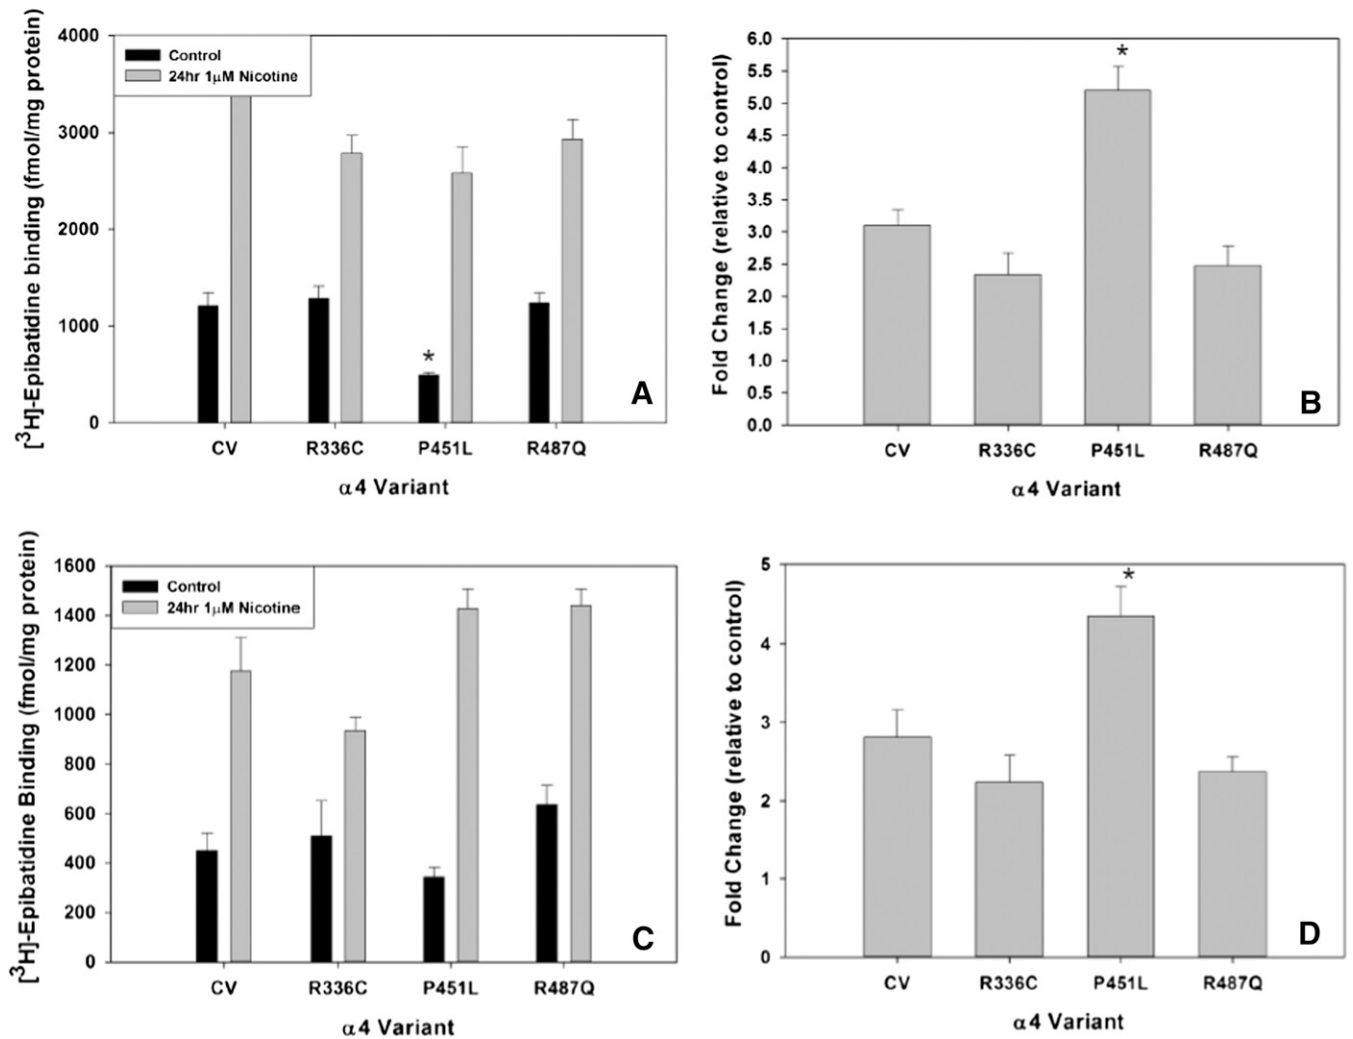 [³H]-Epibatidine binding (fmol/mg protein)
4000
3000
2000
1000
0
Control
24hr 1μM Nicotine
*
A
CV R336C P451L R487Q
α4 Variant
Fold Change (relative to control)
6.0
5.5
5.0
4.5
4.0
3.5
3.0
2.5
2.0
1.5
1.0
0.5
0.0
*
B
CV R336C P451L R487Q
α4 Variant
[³H]-Epibatidine Binding (fmol/mg protein)
1600
1400
1200
1000
800
600
400
200
0
Control
24hr 1μM Nicotine
C
CV R336C P451L R487Q
α4 Variant
Fold Change (relative to control)
5
4
3
2
1
0
*
D
CV R336C P451L R487Q
α4 Variant